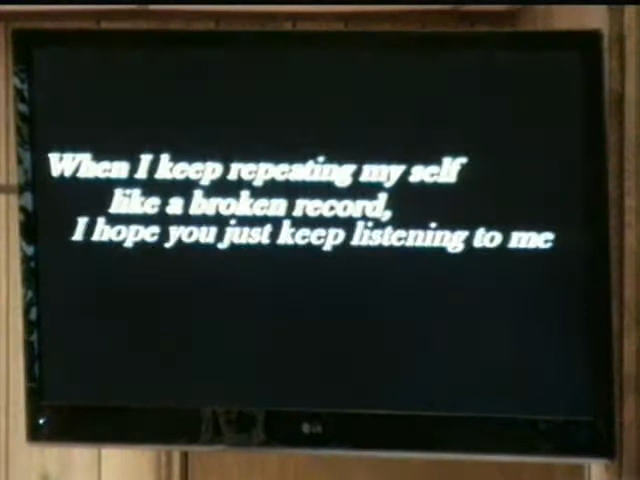 When I keep repeating my self
like a broken record,
I hope you just keep listening to me
LG